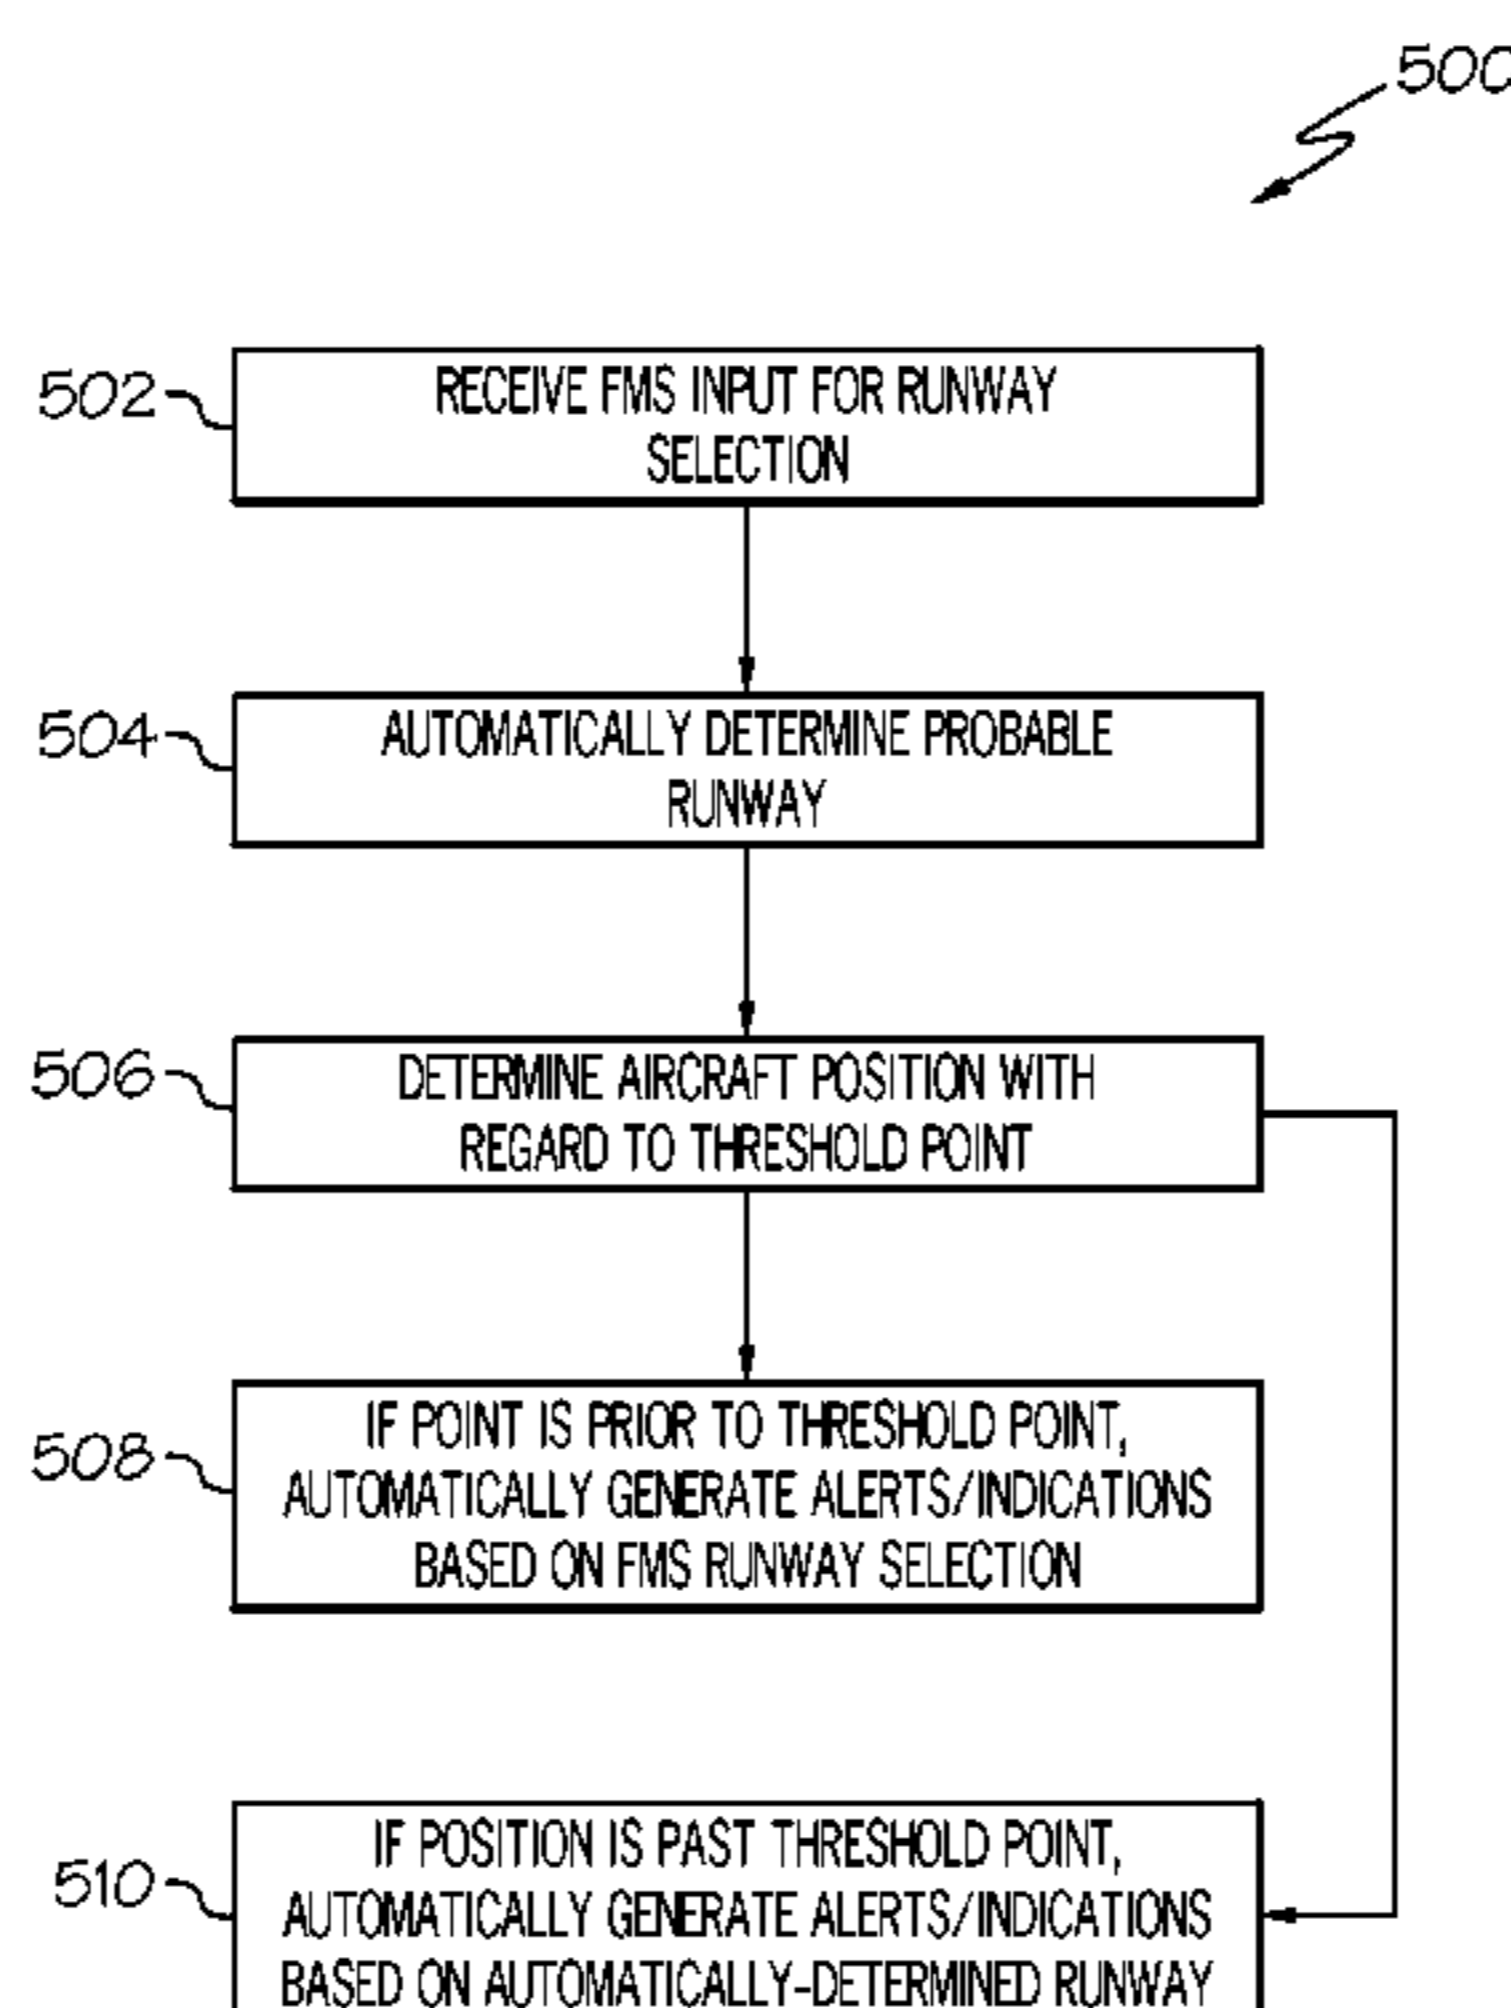 500
502
RECEIVE FMS INPUT FOR RUNWAY
SELECTION
504
AUTOMATICALLY DETERMINE PROBABLE
RUNWAY
506
DETERMINE AIRCRAFT POSITION WITH
REGARD TO THRESHOLD POINT
508
IF POINT IS PRIOR TO THRESHOLD POINT,
AUTOMATICALLY GENERATE ALERTS/INDICATIONS
BASED ON FMS RUNWAY SELECTION
510
IF POSITION IS PAST THRESHOLD POINT,
AUTOMATICALLY GENERATE ALERTS/INDICATIONS
BASED ON AUTOMATICALLY-DETERMINED RUNWAY